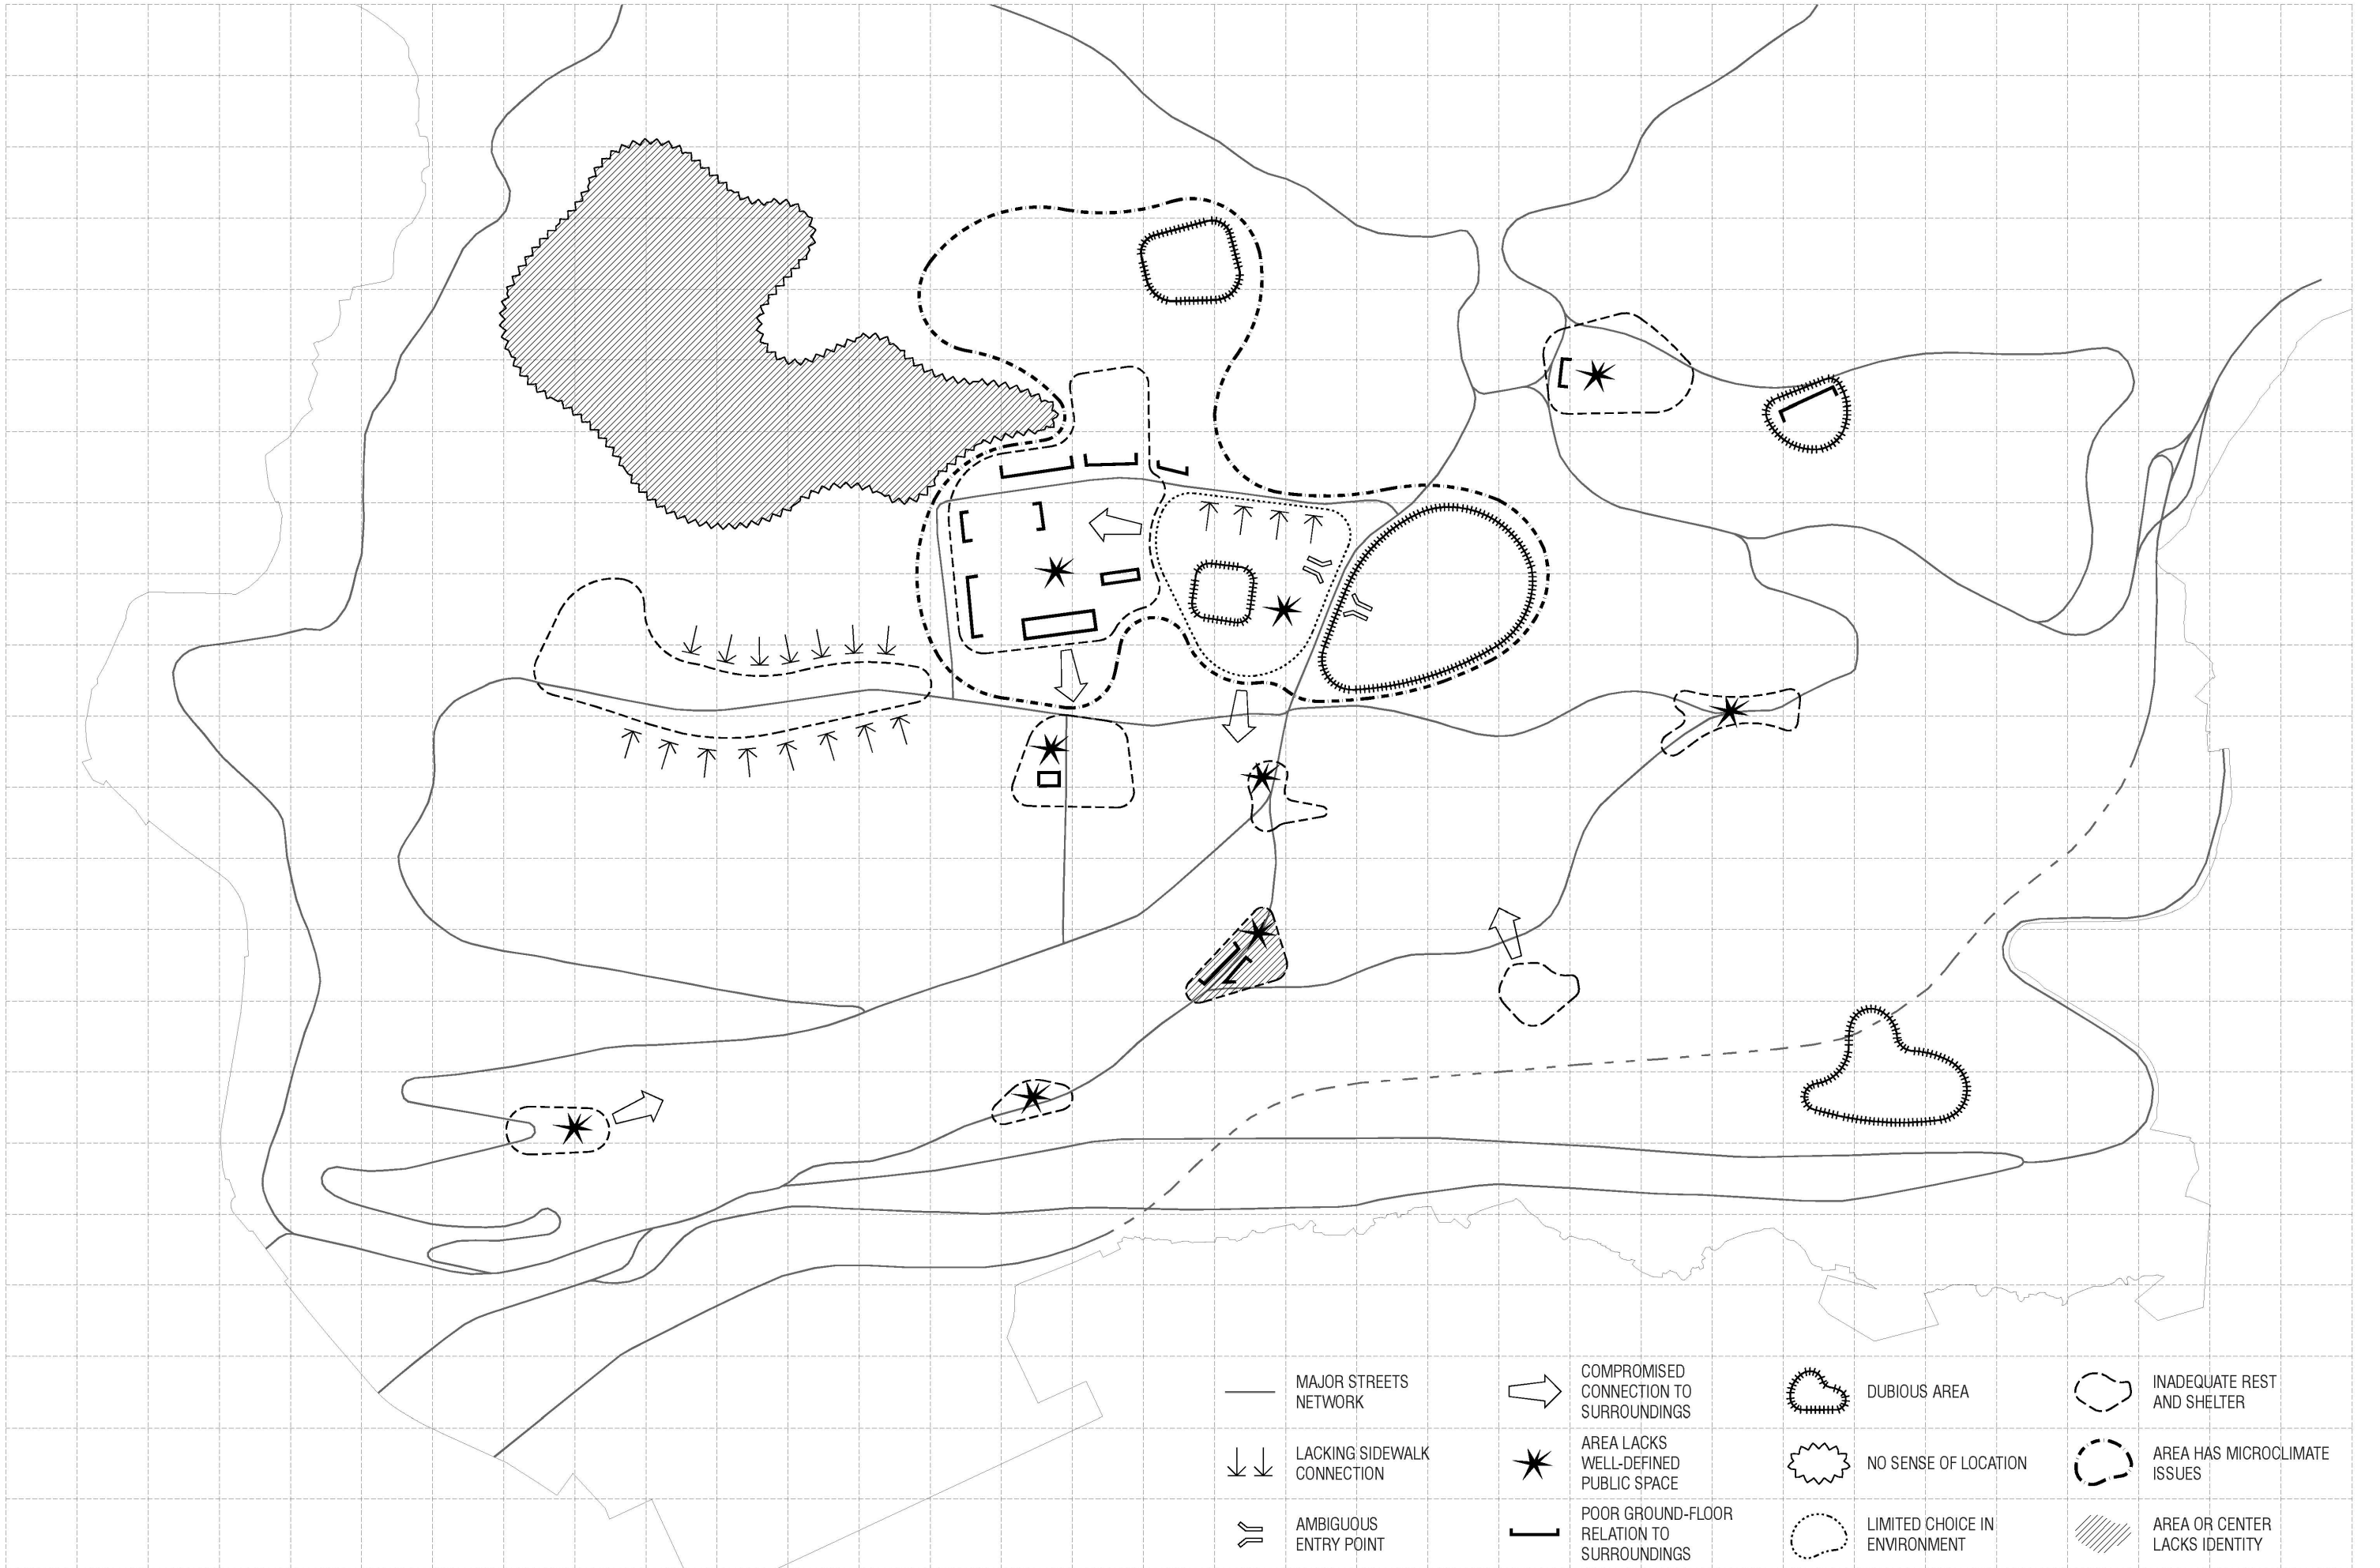 MAJOR STREETS
NETWORK
LACKING SIDEWALK
CONNECTION
AMBIGUOUS
ENTRY POINT
COMPROMISED
CONNECTION TO
SURROUNDINGS
AREA LACKS
WELL-DEFINED
PUBLIC SPACE
POOR GROUND-FLOOR
RELATION TO
SURROUNDINGS
DUBIOUS AREA
NO SENSE OF LOCATION
LIMITED CHOICE IN
ENVIRONMENT
INADEQUATE REST
AND SHELTER
AREA HAS MICROCLIMATE
ISSUES
AREA OR CENTER
LACKS IDENTITY